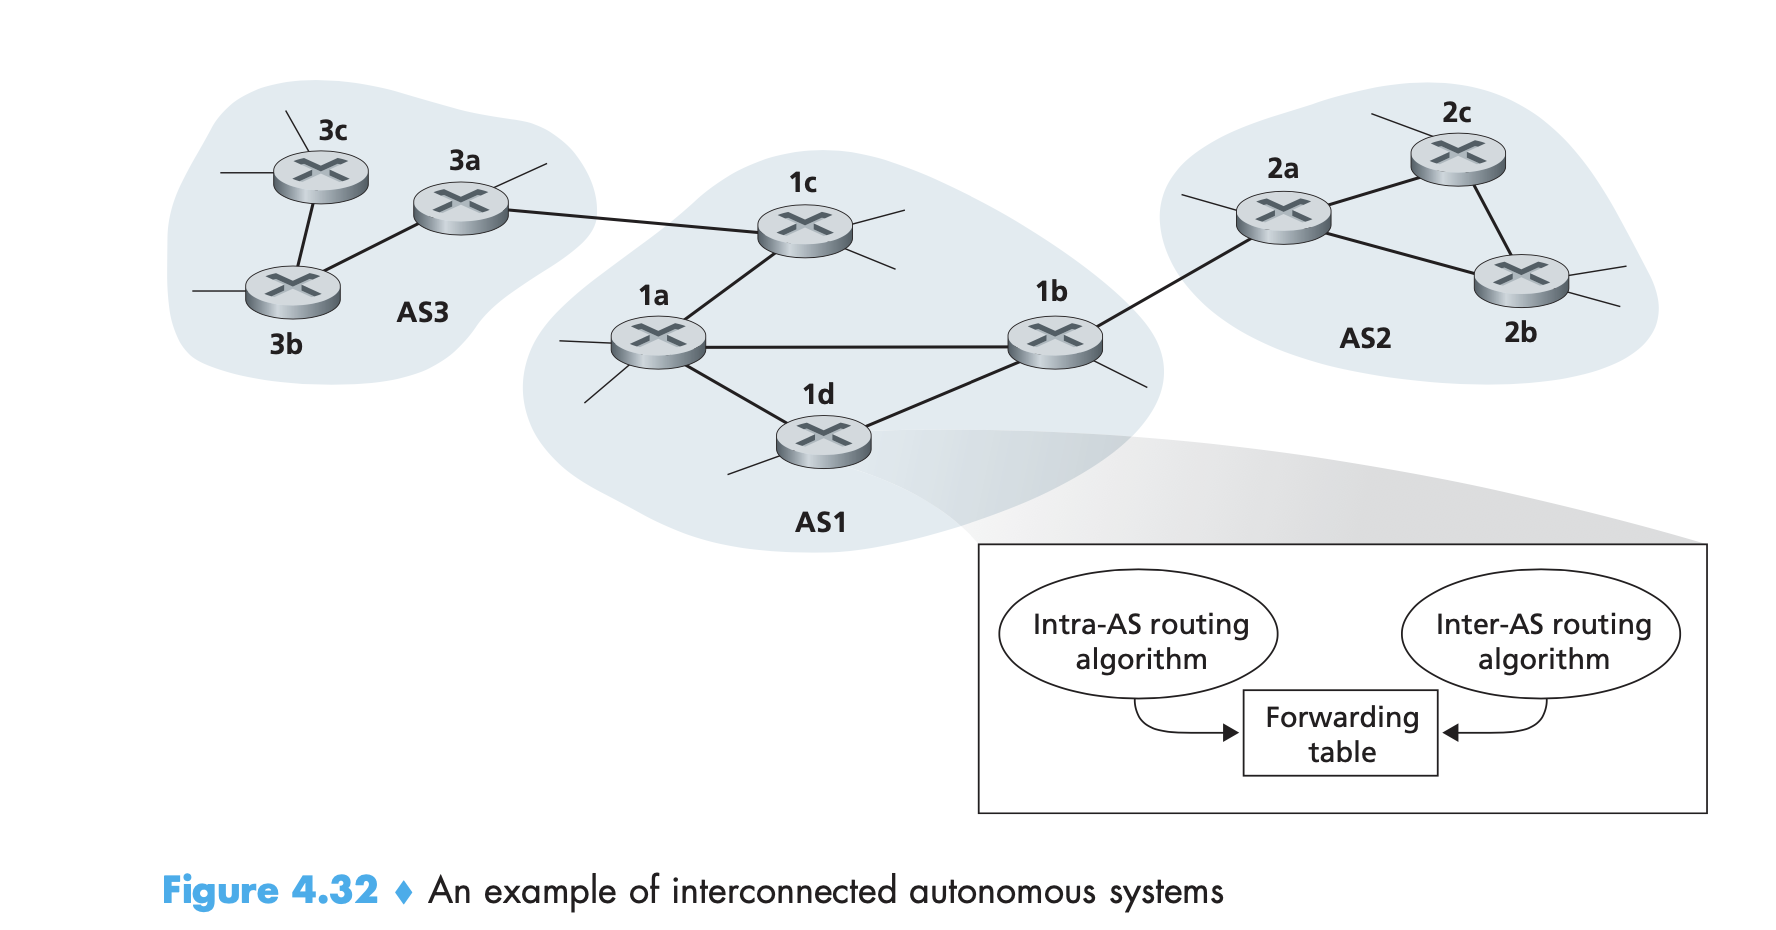 3c
3a
3b
AS3
1c
1a
1b
1d
AS1
2c
2a
2b
AS2
Intra-AS routing
algorithm
Inter-AS routing
algorithm
Forwarding
table
Figure 4.32 ♦ An example of interconnected autonomous systems